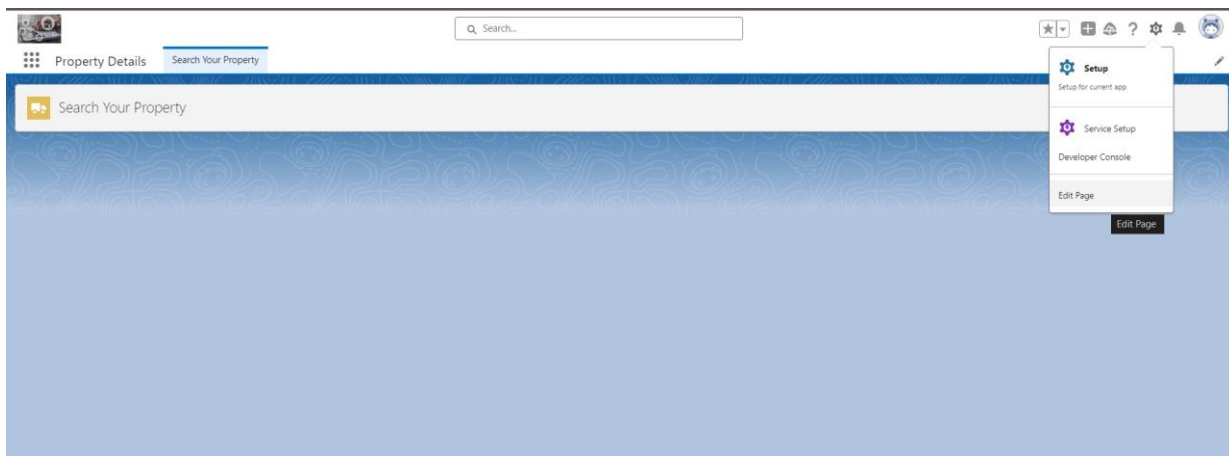 Search...
Property Details
Search Your Property
Search Your Property
Setup
Setup for current app
Service Setup
Developer Console
Edit Page
Edit Page